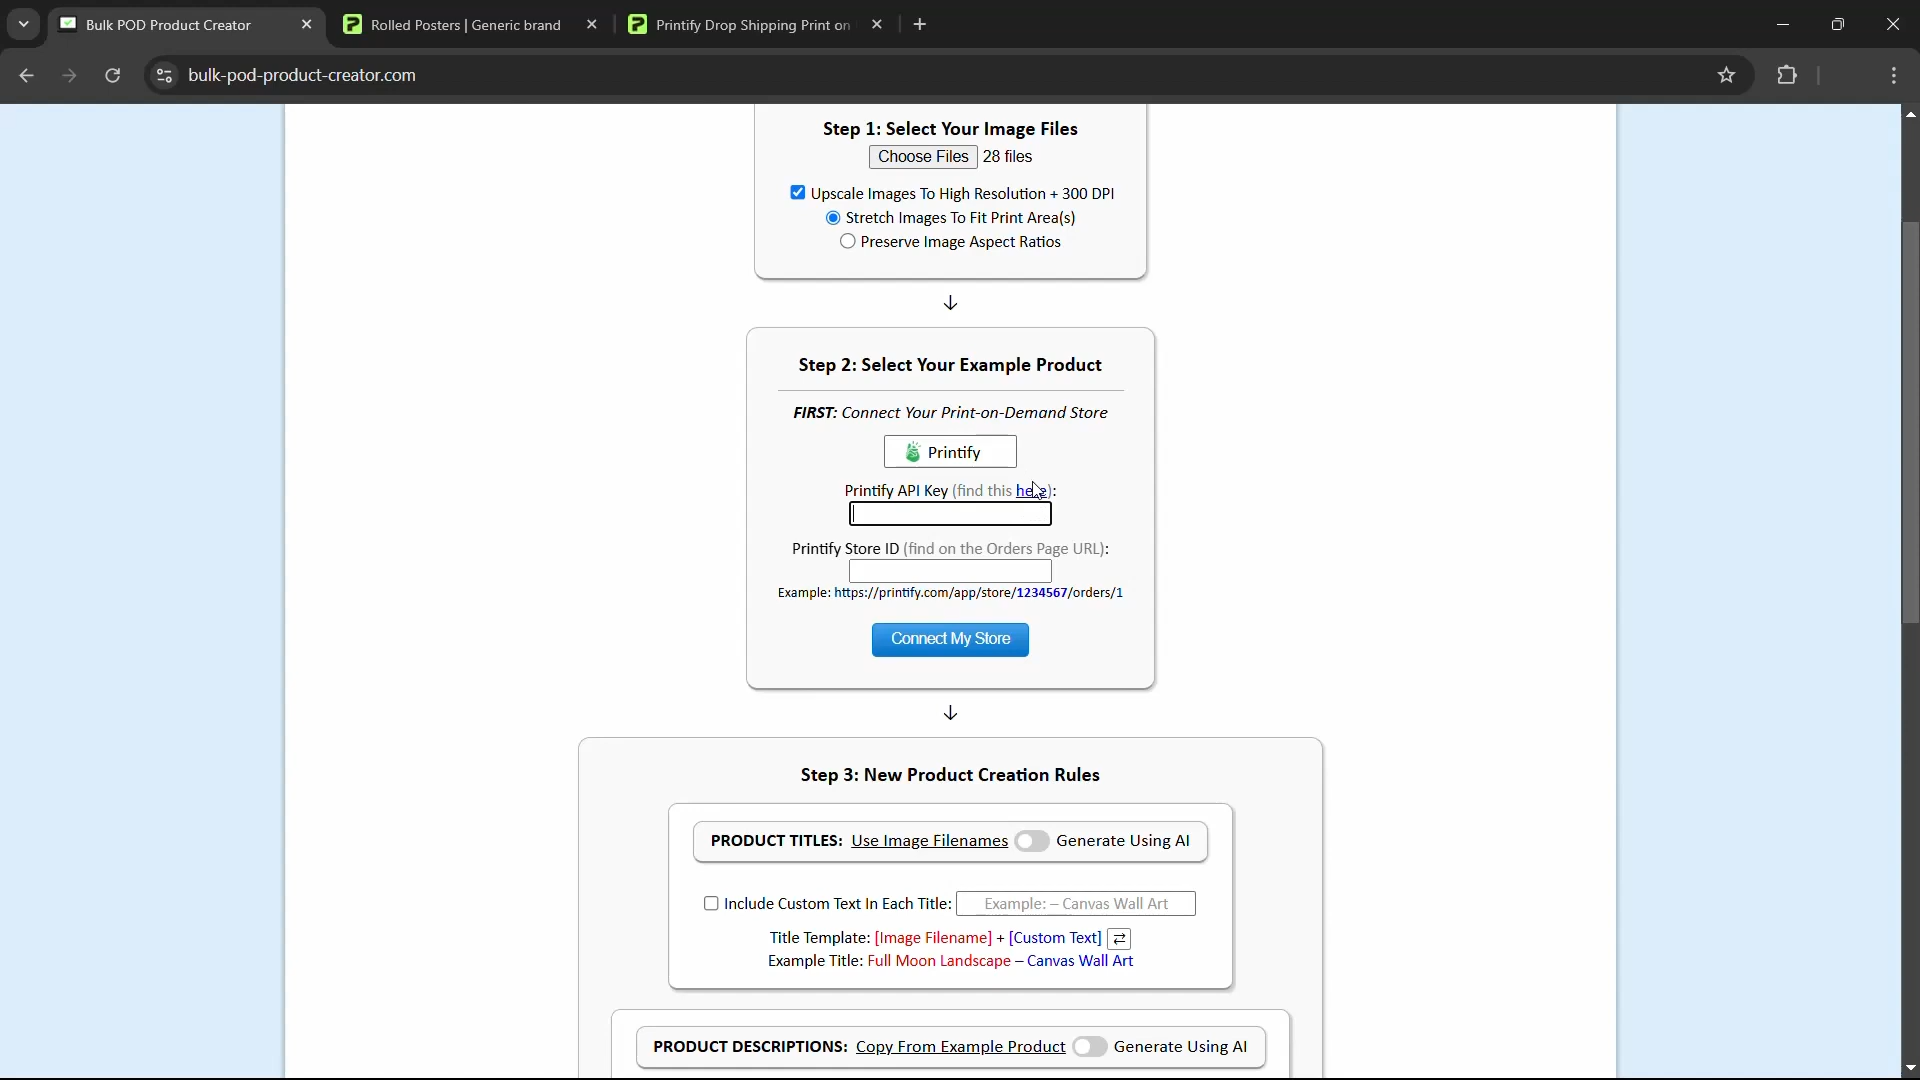 Bulk POD Product Creator
Rolled Posters | Generic brand
Printify Drop Shipping Print on
bulk-pod-product-creator.com
Step 1: Select Your Image Files
Choose Files 28 files
Upscale Images To High Resolution + 300 DPI
Stretch Images To Fit Print Area(s)
Preserve Image Aspect Ratios
↓
Step 2: Select Your Example Product
FIRST: Connect Your Print-on-Demand Store
Printify
Printify API Key (find this here):
Printify Store ID (find on the Orders Page URL):
Example: https://printify.com/app/store/1234567/orders/1
Connect My Store
↓
Step 3: New Product Creation Rules
PRODUCT TITLES: Use Image Filenames Generate Using AI
Include Custom Text In Each Title: Example: – Canvas Wall Art
Title Template: [Image Filename] + [Custom Text] ⇄
Example Title: Full Moon Landscape – Canvas Wall Art
PRODUCT DESCRIPTIONS: Copy From Example Product Generate Using AI